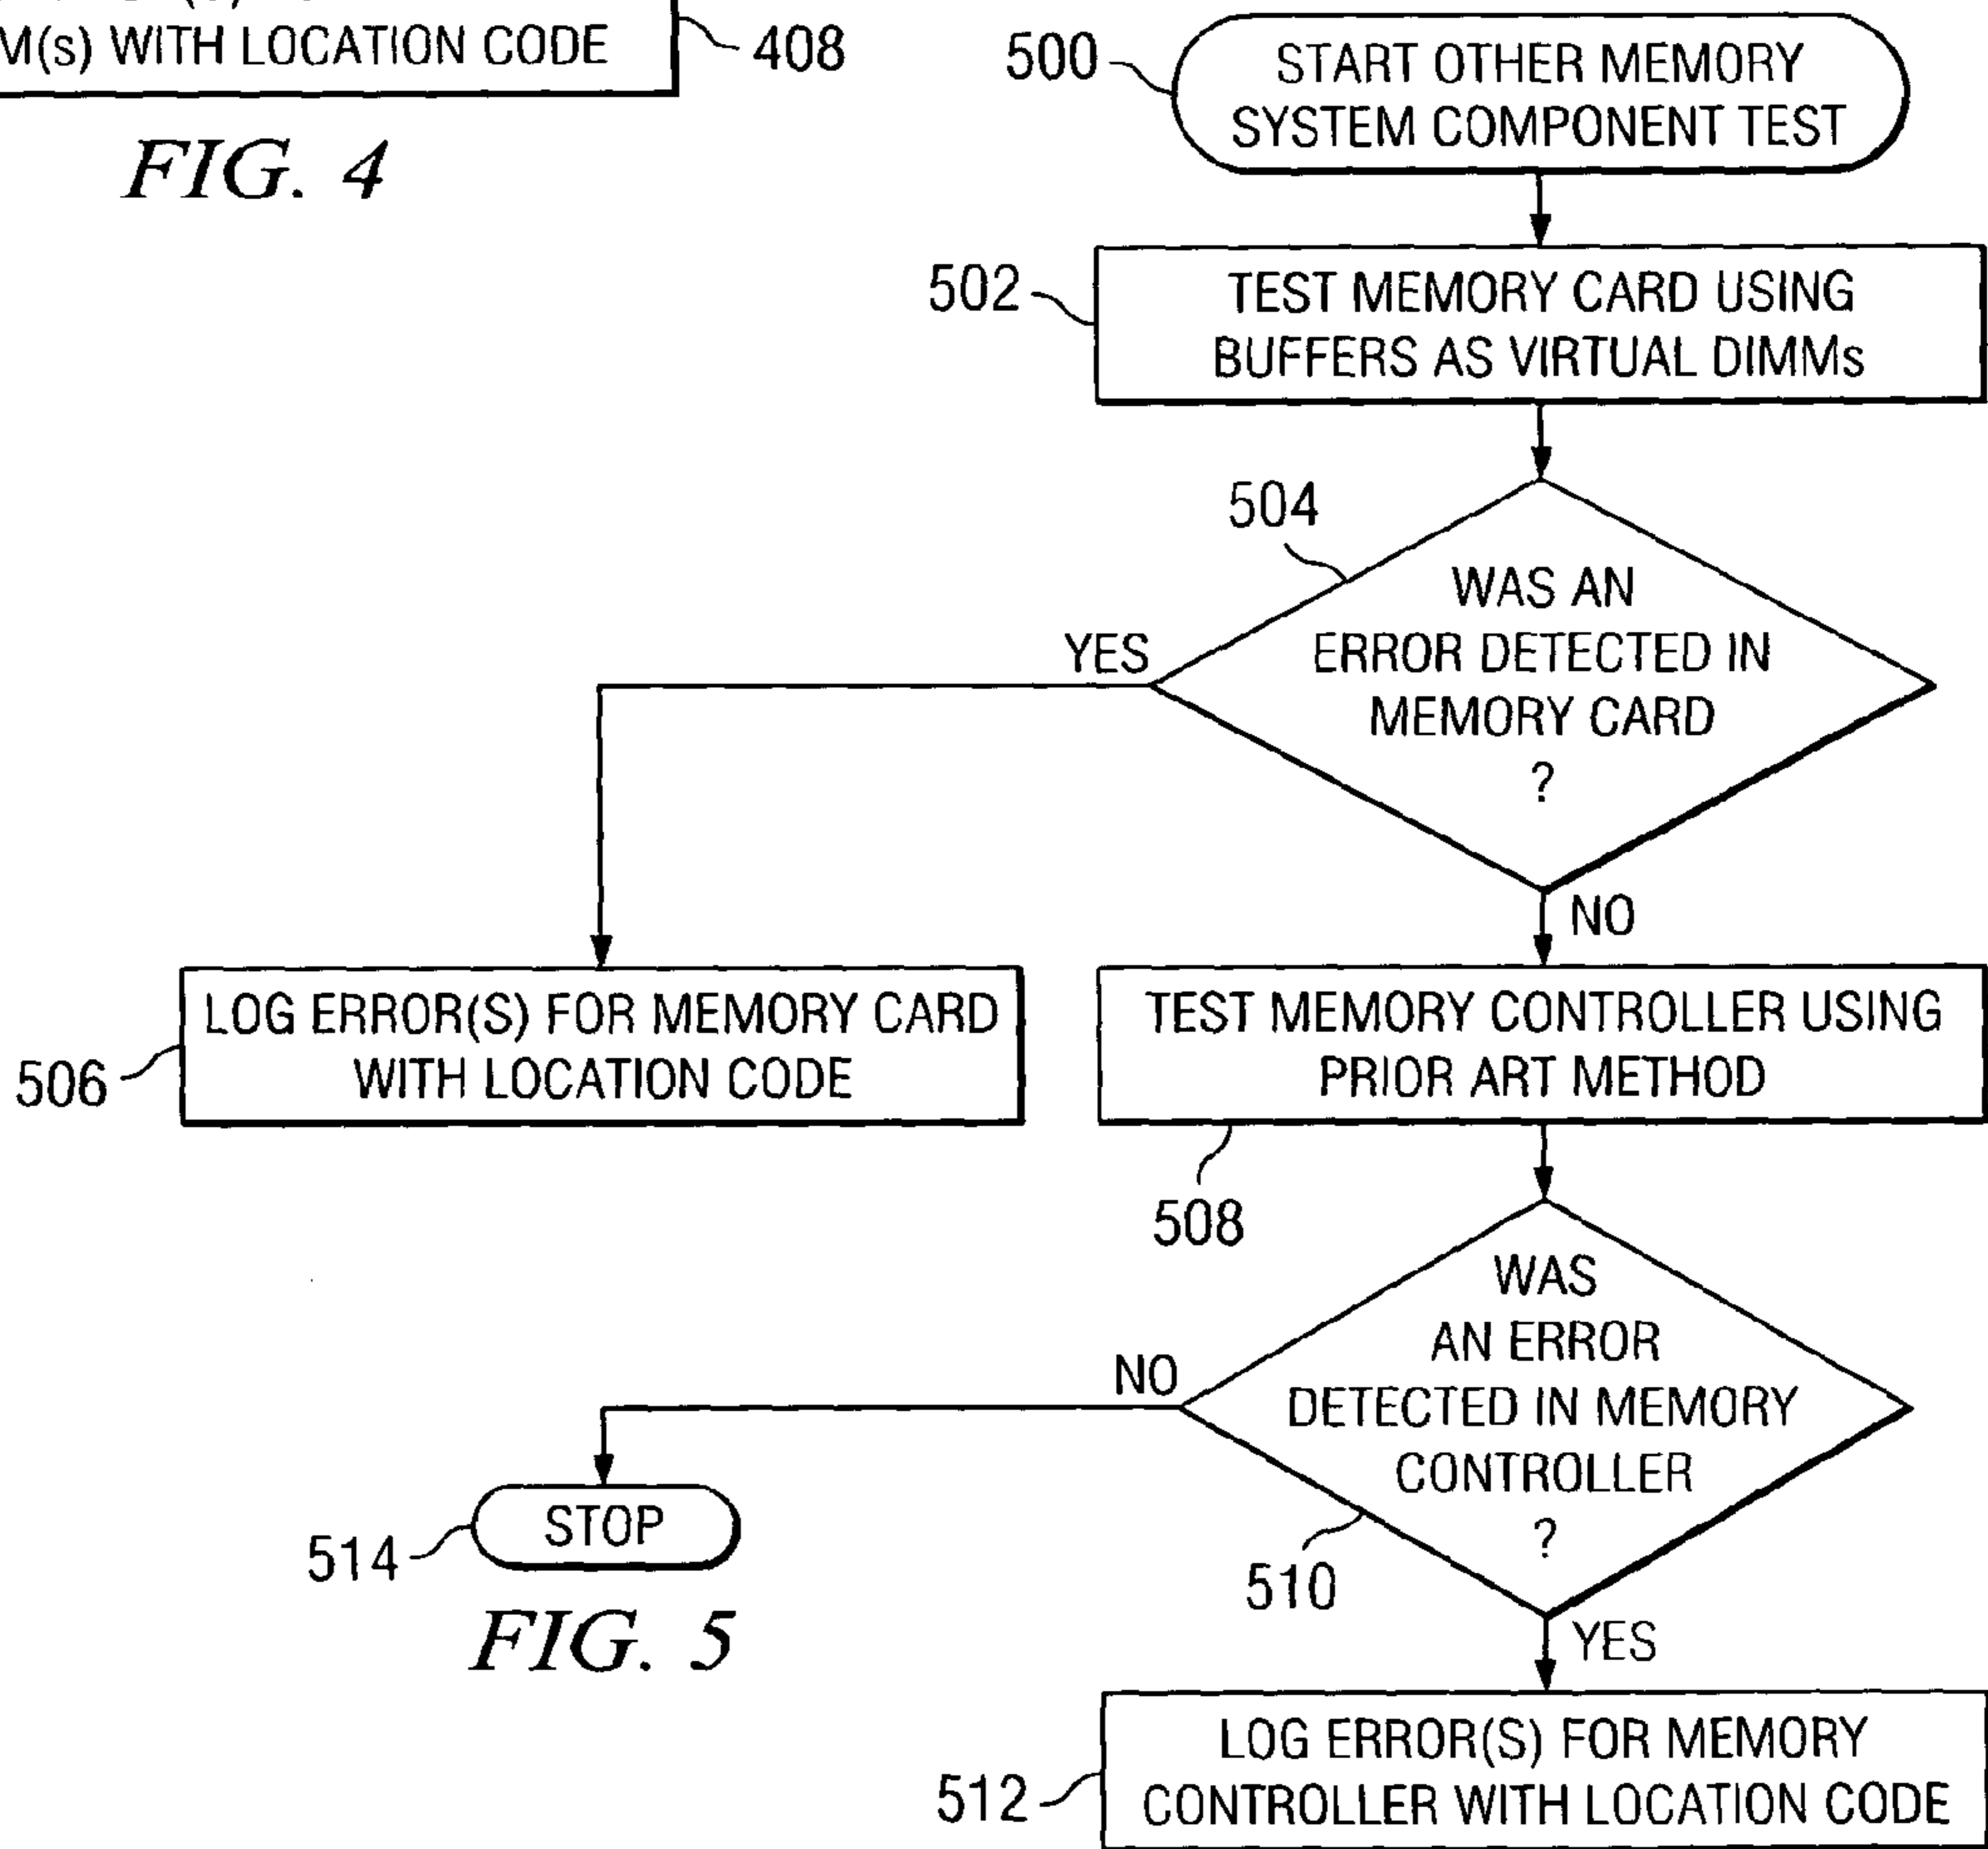 M(s) WITH LOCATION CODE
408
FIG. 4
500
START OTHER MEMORY
SYSTEM COMPONENT TEST
502
TEST MEMORY CARD USING
BUFFERS AS VIRTUAL DIMMs
504
WAS AN
ERROR DETECTED IN
MEMORY CARD
?
YES
NO
LOG ERROR(S) FOR MEMORY CARD
WITH LOCATION CODE
506
TEST MEMORY CONTROLLER USING
PRIOR ART METHOD
508
WAS
AN ERROR
DETECTED IN MEMORY
CONTROLLER
?
510
NO
STOP
514
YES
LOG ERROR(S) FOR MEMORY
CONTROLLER WITH LOCATION CODE
512
FIG. 5